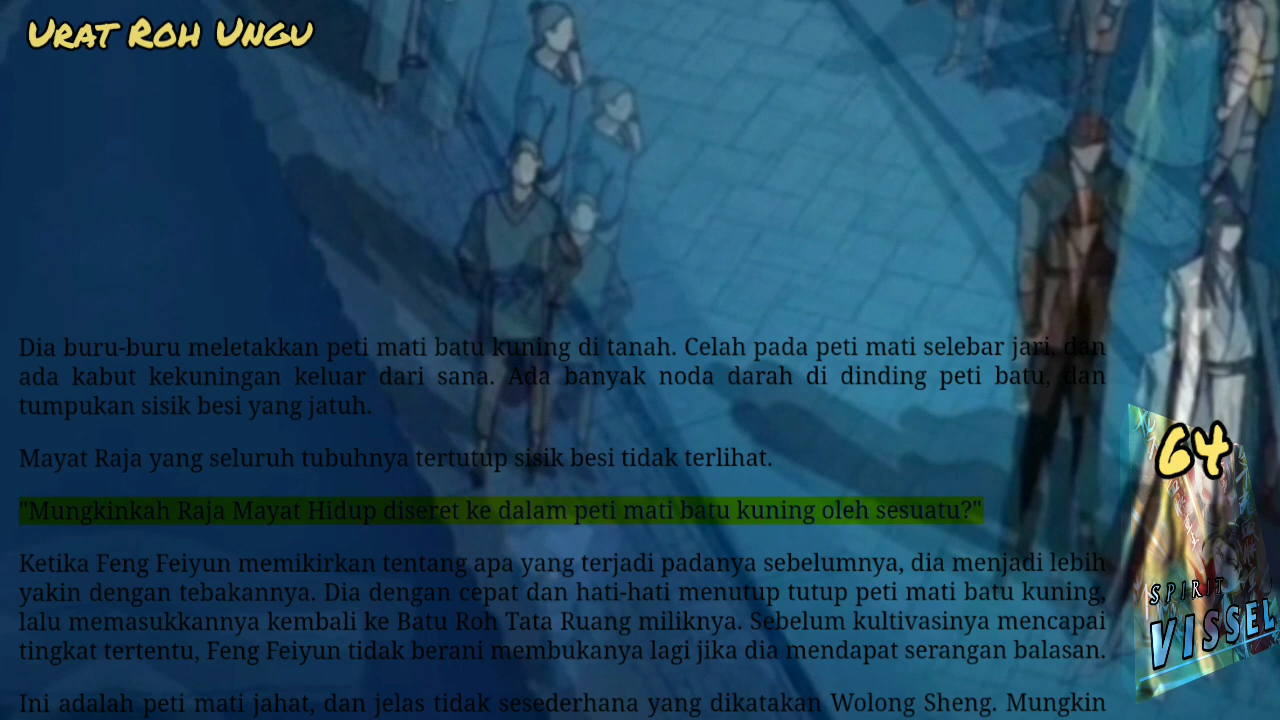 Urat Roh Ungu
Dia buru-buru meletakkan peti mati batu kuning di tanah. Celah pada peti mati selebar jari, dan
ada kabut kekuningan keluar dari sana. Ada banyak noda darah di dinding peti batu, dan
tumpukan sisik besi yang jatuh.
Mayat Raja yang seluruh tubuhnya tertutup sisik besi tidak terlihat.
"Mungkinkah Raja Mayat Hidup diseret ke dalam peti mati batu kuning oleh sesuatu?"
Ketika Feng Feiyun memikirkan tentang apa yang terjadi padanya sebelumnya, dia menjadi lebih
yakin dengan tebakannya. Dia dengan cepat dan hati-hati menutup tutup peti mati batu kuning,
lalu memasukkannya kembali ke Batu Roh Tata Ruang miliknya. Sebelum kultivasinya mencapai
tingkat tertentu, Feng Feiyun tidak berani membukanya lagi jika dia mendapat serangan balasan.
Ini adalah peti mati jahat, dan jelas tidak sesederhana yang dikatakan Wolong Sheng. Mungkin
64
SPIRIT
VISSEL